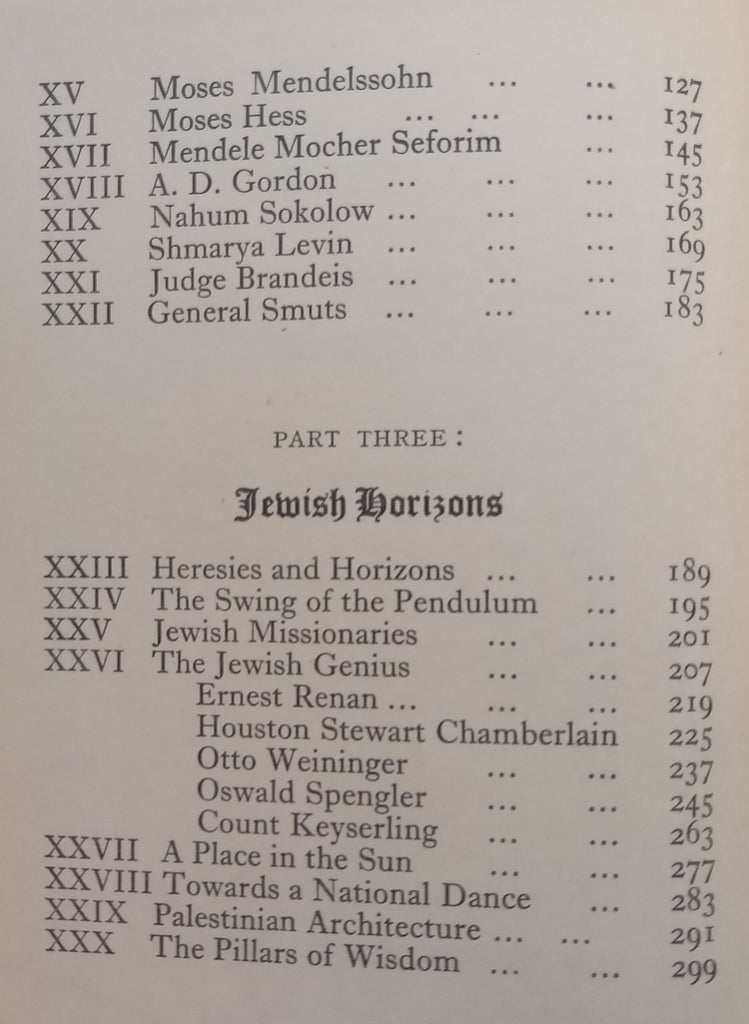 XV Moses Mendelssohn ... ... 127
XVI Moses Hess ... ... ... 137
XVII Mendele Mocher Seforim ... 145
XVIII A. D. Gordon ... ... ... 153
XIX Nahum Sokolow ... ... ... 163
XX Shmarya Levin ... ... ... 169
XXI Judge Brandeis ... ... ... 175
XXII General Smuts ... ... ... 183
PART THREE:
Jewish Horizons
XXIII Heresies and Horizons ... ... 189
XXIV The Swing of the Pendulum ... 195
XXV Jewish Missionaries ... ... 201
XXVI The Jewish Genius ... ... 207
Ernest Renan ... ... ... 219
Houston Stewart Chamberlain 225
Otto Weininger ... ... 237
Oswald Spengler ... ... 245
Count Keyserling ... ... 263
XXVII A Place in the Sun ... ... 277
XXVIII Towards a National Dance ... 283
XXIX Palestinian Architecture ... ... 291
XXX The Pillars of Wisdom ... ... 299